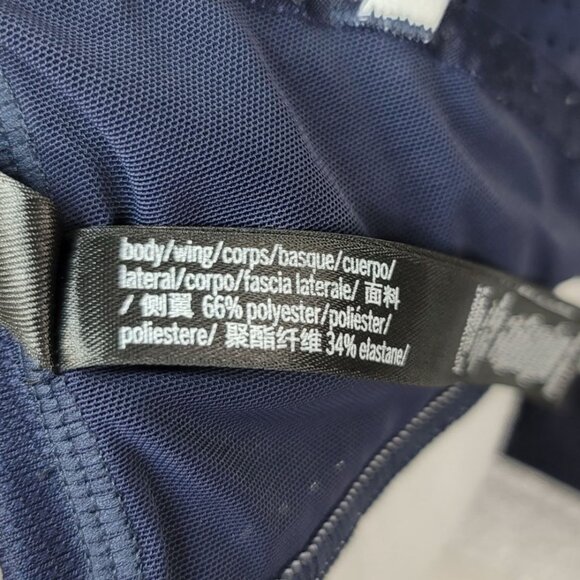 body/wing/corps/basque/cuerpo/
lateral/corpo/fascia laterale/ 面料
/ 侧翼 66% polyester/poliéster/
poliestere/ 聚酯纤维 34% elastane/